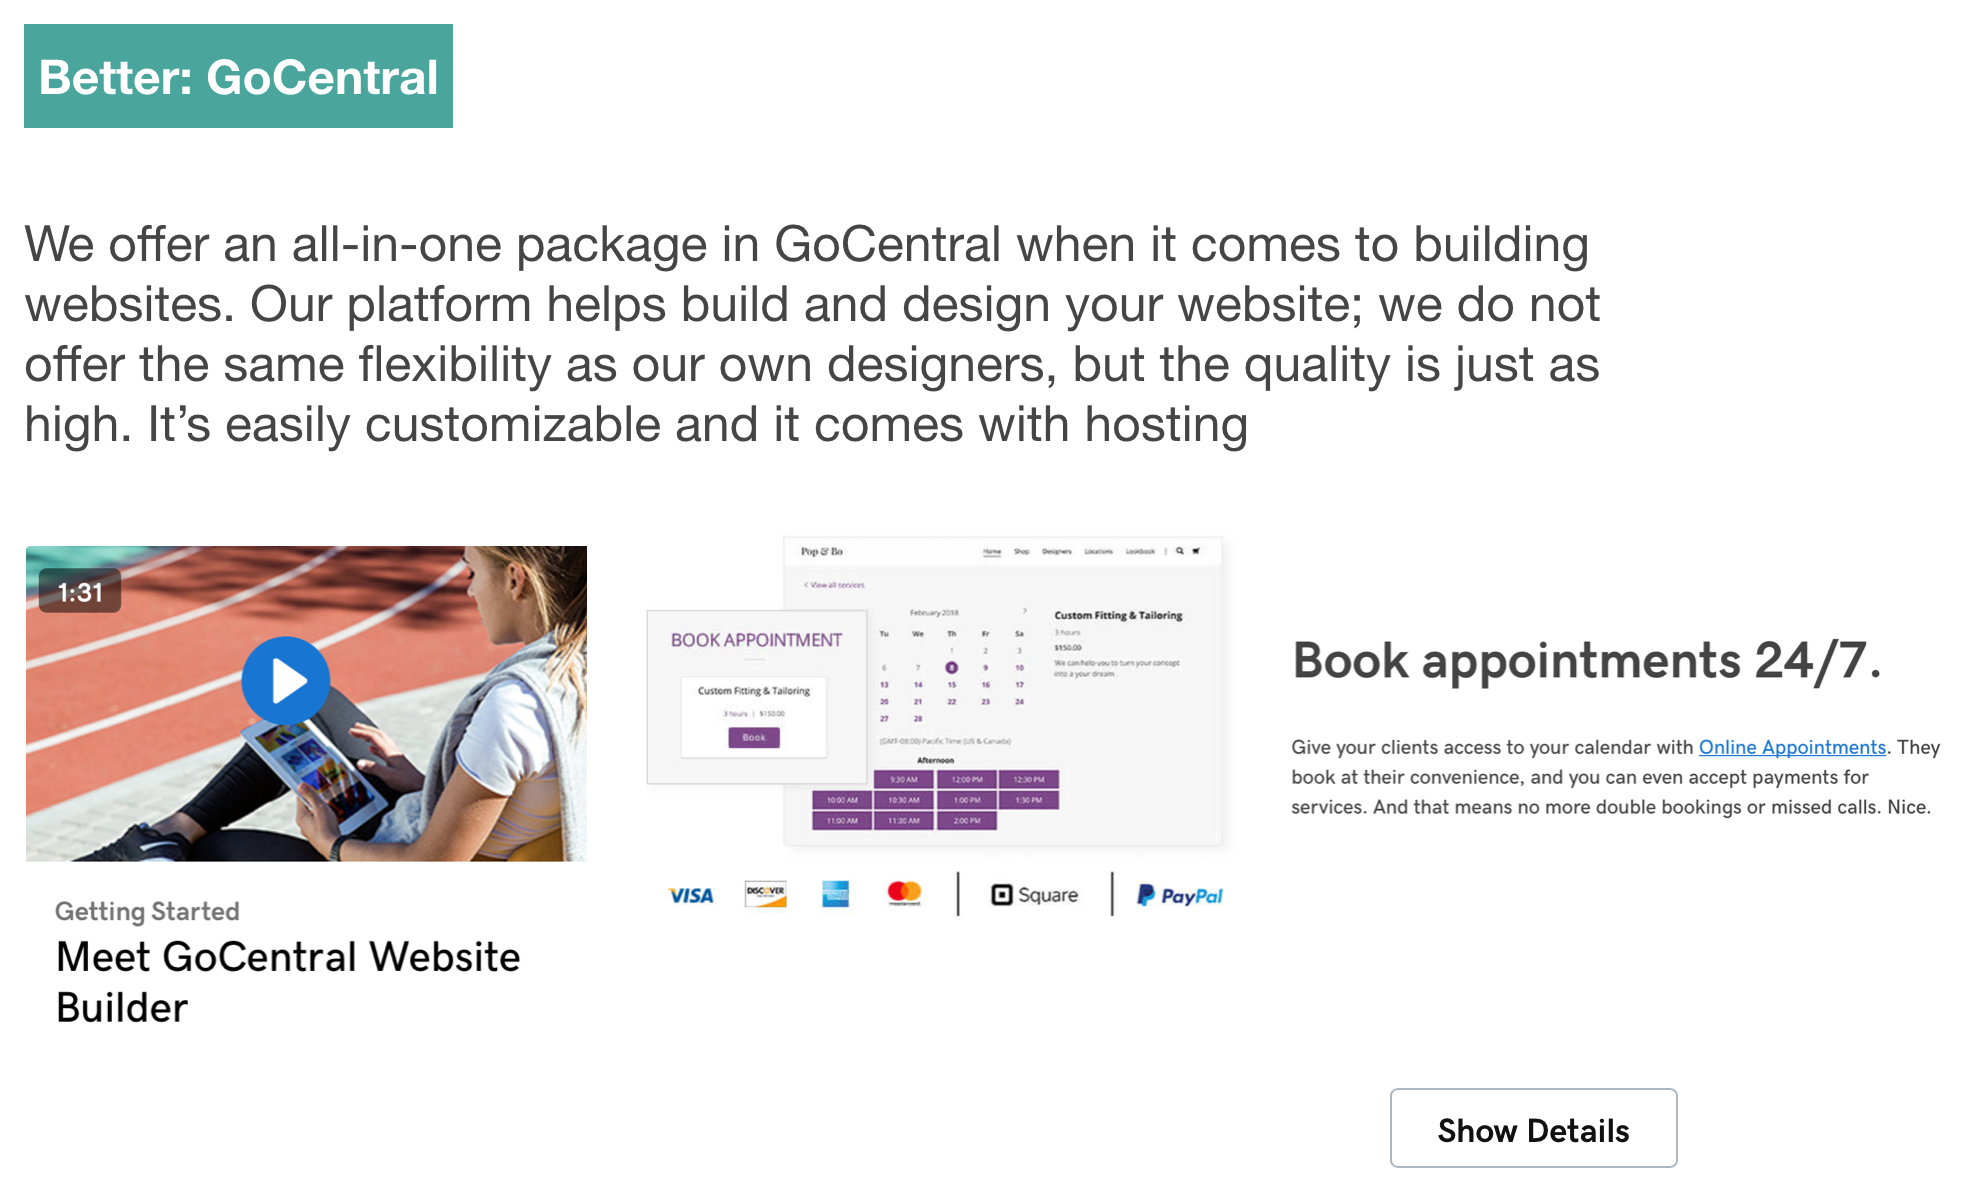 Better: GoCentral
We offer an all-in-one package in GoCentral when it comes to building
websites. Our platform helps build and design your website; we do not
offer the same flexibility as our own designers, but the quality is just as
high. It’s easily customizable and it comes with hosting
1:31
Getting Started
Meet GoCentral Website
Builder
Pop & Bo
Home Shop Designers Locations Lookbook |
< View all services
BOOK APPOINTMENT
Custom Fitting & Tailoring
3 hours | $150.00
Book
February 2018 >
Tu We Th Fr Sa
1 2 3
6 7 8 9 10
13 14 15 16 17
20 21 22 23 24
27 28
(GMT-08:00) Pacific Time (US & Canada)
Afternoon
9:30 AM 12:00 PM 12:30 PM
10:00 AM 10:30 AM 1:00 PM 1:30 PM
11:00 AM 11:30 AM 2:00 PM
Custom Fitting & Tailoring
3 hours
$150.00
We can help you to turn your concept
into a your dream
VISA DISCOVER AMERICAN EXPRESS mastercard Square PayPal
Book appointments 24/7.
Give your clients access to your calendar with Online Appointments. They
book at their convenience, and you can even accept payments for
services. And that means no more double bookings or missed calls. Nice.
Show Details